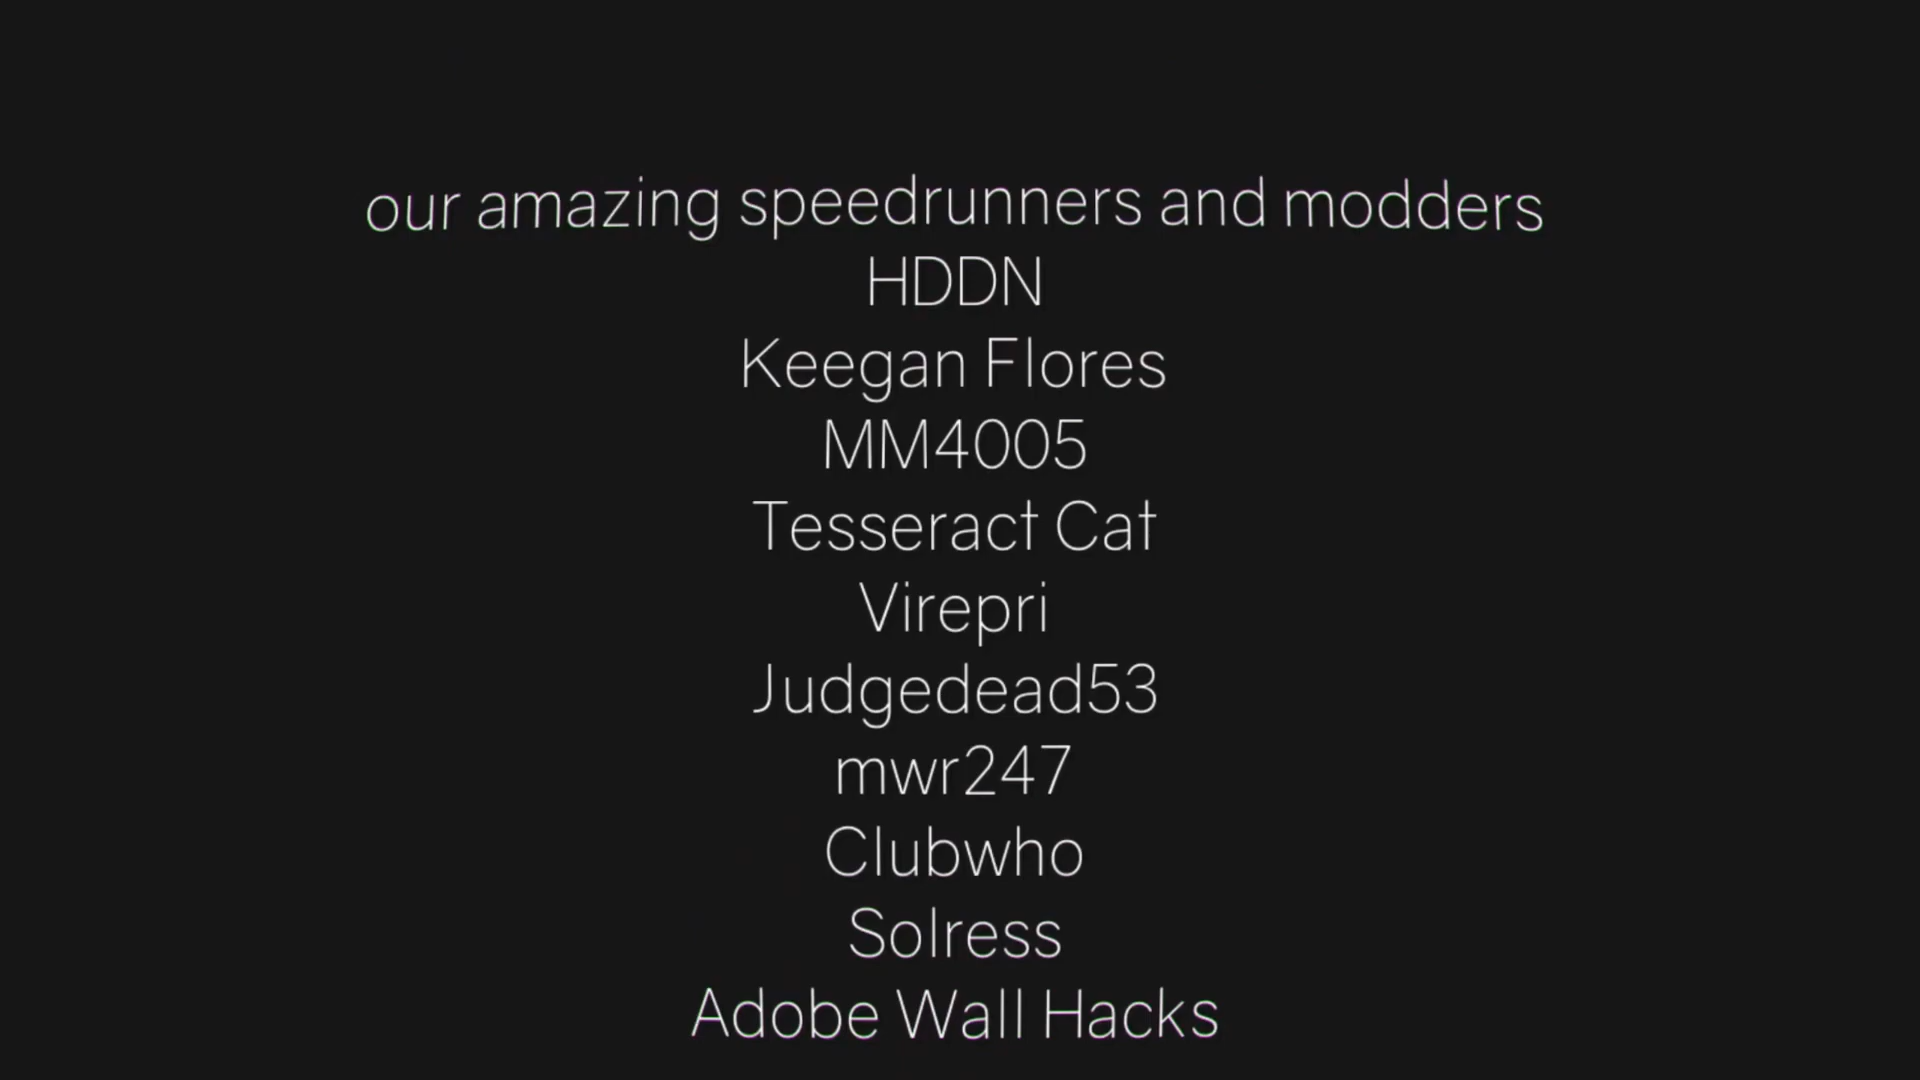 our amazing speedrunners and modders
HDDN
Keegan Flores
MM4005
Tesseract Cat
Virepri
Judgedead53
mwr247
Clubwho
Solress
Adobe Wall Hacks